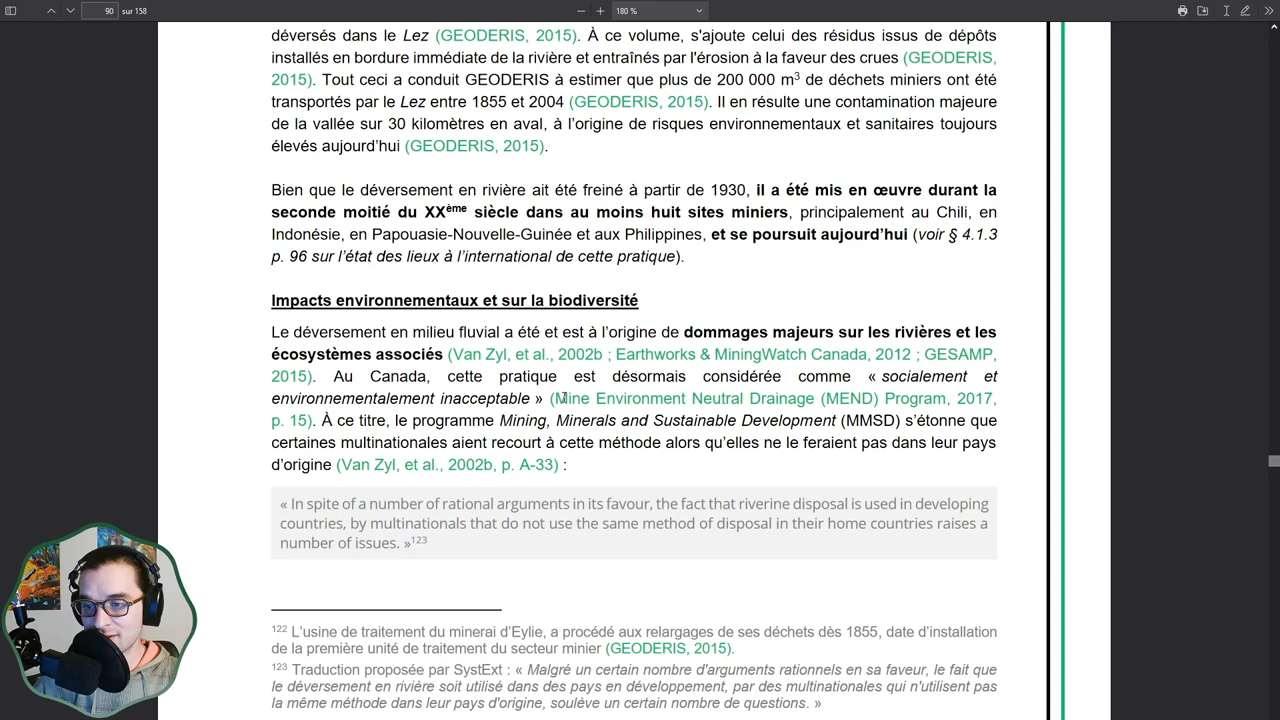 90 sur 158
180 %
déversés dans le Lez (GEODERIS, 2015). À ce volume, s'ajoute celui des résidus issus de dépôts
installés en bordure immédiate de la rivière et entraînés par l'érosion à la faveur des crues (GEODERIS,
2015). Tout ceci a conduit GEODERIS à estimer que plus de 200 000 m³ de déchets miniers ont été
transportés par le Lez entre 1855 et 2004 (GEODERIS, 2015). Il en résulte une contamination majeure
de la vallée sur 30 kilomètres en aval, à l'origine de risques environnementaux et sanitaires toujours
élevés aujourd'hui (GEODERIS, 2015).
Bien que le déversement en rivière ait été freiné à partir de 1930, il a été mis en œuvre durant la
seconde moitié du XXème siècle dans au moins huit sites miniers, principalement au Chili, en
Indonésie, en Papouasie-Nouvelle-Guinée et aux Philippines, et se poursuit aujourd'hui (voir § 4.1.3
p. 96 sur l'état des lieux à l'international de cette pratique).
Impacts environnementaux et sur la biodiversité
Le déversement en milieu fluvial a été et est à l'origine de dommages majeurs sur les rivières et les
écosystèmes associés (Van Zyl, et al., 2002b ; Earthworks & MiningWatch Canada, 2012 ; GESAMP,
2015). Au Canada, cette pratique est désormais considérée comme « socialement et
environnementalement inacceptable » (Mine Environment Neutral Drainage (MEND) Program, 2017,
p. 15). À ce titre, le programme Mining, Minerals and Sustainable Development (MMSD) s'étonne que
certaines multinationales aient recourt à cette méthode alors qu'elles ne le feraient pas dans leur pays
d'origine (Van Zyl, et al., 2002b, p. A-33) :
« In spite of a number of rational arguments in its favour, the fact that riverine disposal is used in developing
countries, by multinationals that do not use the same method of disposal in their home countries raises a
number of issues. »123
122 L'usine de traitement du minerai d'Eylie, a procédé aux relargages de ses déchets dès 1855, date d'installation
de la première unité de traitement du secteur minier (GEODERIS, 2015).
123 Traduction proposée par SystExt : « Malgré un certain nombre d'arguments rationnels en sa faveur, le fait que
le déversement en rivière soit utilisé dans des pays en développement, par des multinationales qui n'utilisent pas
la même méthode dans leur pays d'origine, soulève un certain nombre de questions. »